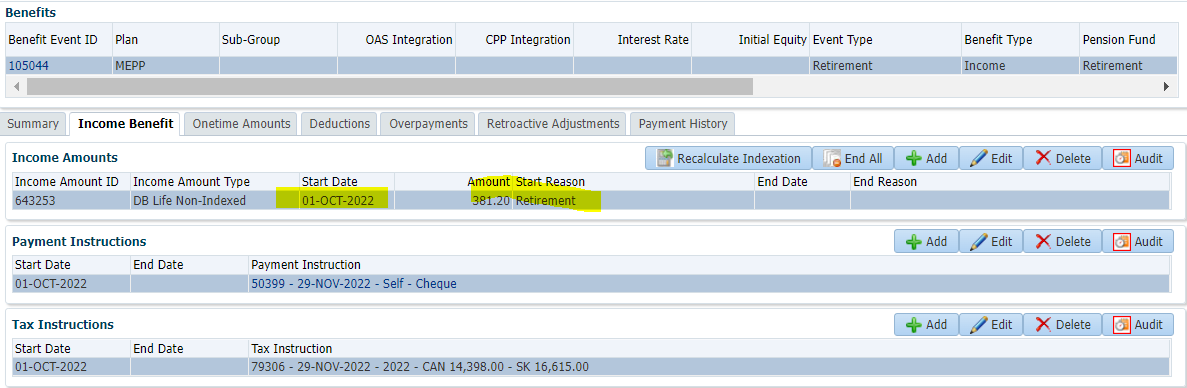 Benefits
Benefit Event ID Plan Sub-Group OAS Integration CPP Integration Interest Rate Initial Equity Event Type Benefit Type Pension Fund
105044 MEPP Retirement Income Retirement
Summary Income Benefit Onetime Amounts Deductions Overpayments Retroactive Adjustments Payment History
Income Amounts Recalculate Indexation End All Add Edit Delete Audit
Income Amount ID Income Amount Type Start Date Amount Start Reason End Date End Reason
643253 DB Life Non-Indexed 01-OCT-2022 381.20 Retirement
Payment Instructions Add Edit Delete Audit
Start Date End Date Payment Instruction
01-OCT-2022 50399 - 29-NOV-2022 - Self - Cheque
Tax Instructions Add Edit Delete Audit
Start Date End Date Tax Instruction
01-OCT-2022 79306 - 29-NOV-2022 - 2022 - CAN 14,398.00 - SK 16,615.00